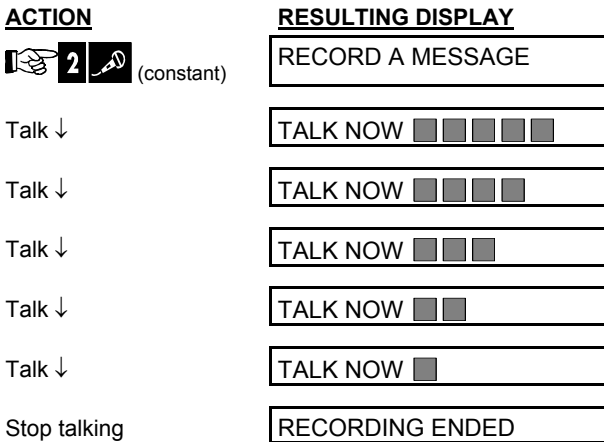 ACTION RESULTING DISPLAY
2 (constant) RECORD A MESSAGE
Talk ↓ TALK NOW ■ ■ ■ ■ ■
Talk ↓ TALK NOW ■ ■ ■ ■
Talk ↓ TALK NOW ■ ■ ■
Talk ↓ TALK NOW ■ ■
Talk ↓ TALK NOW ■
Stop talking RECORDING ENDED